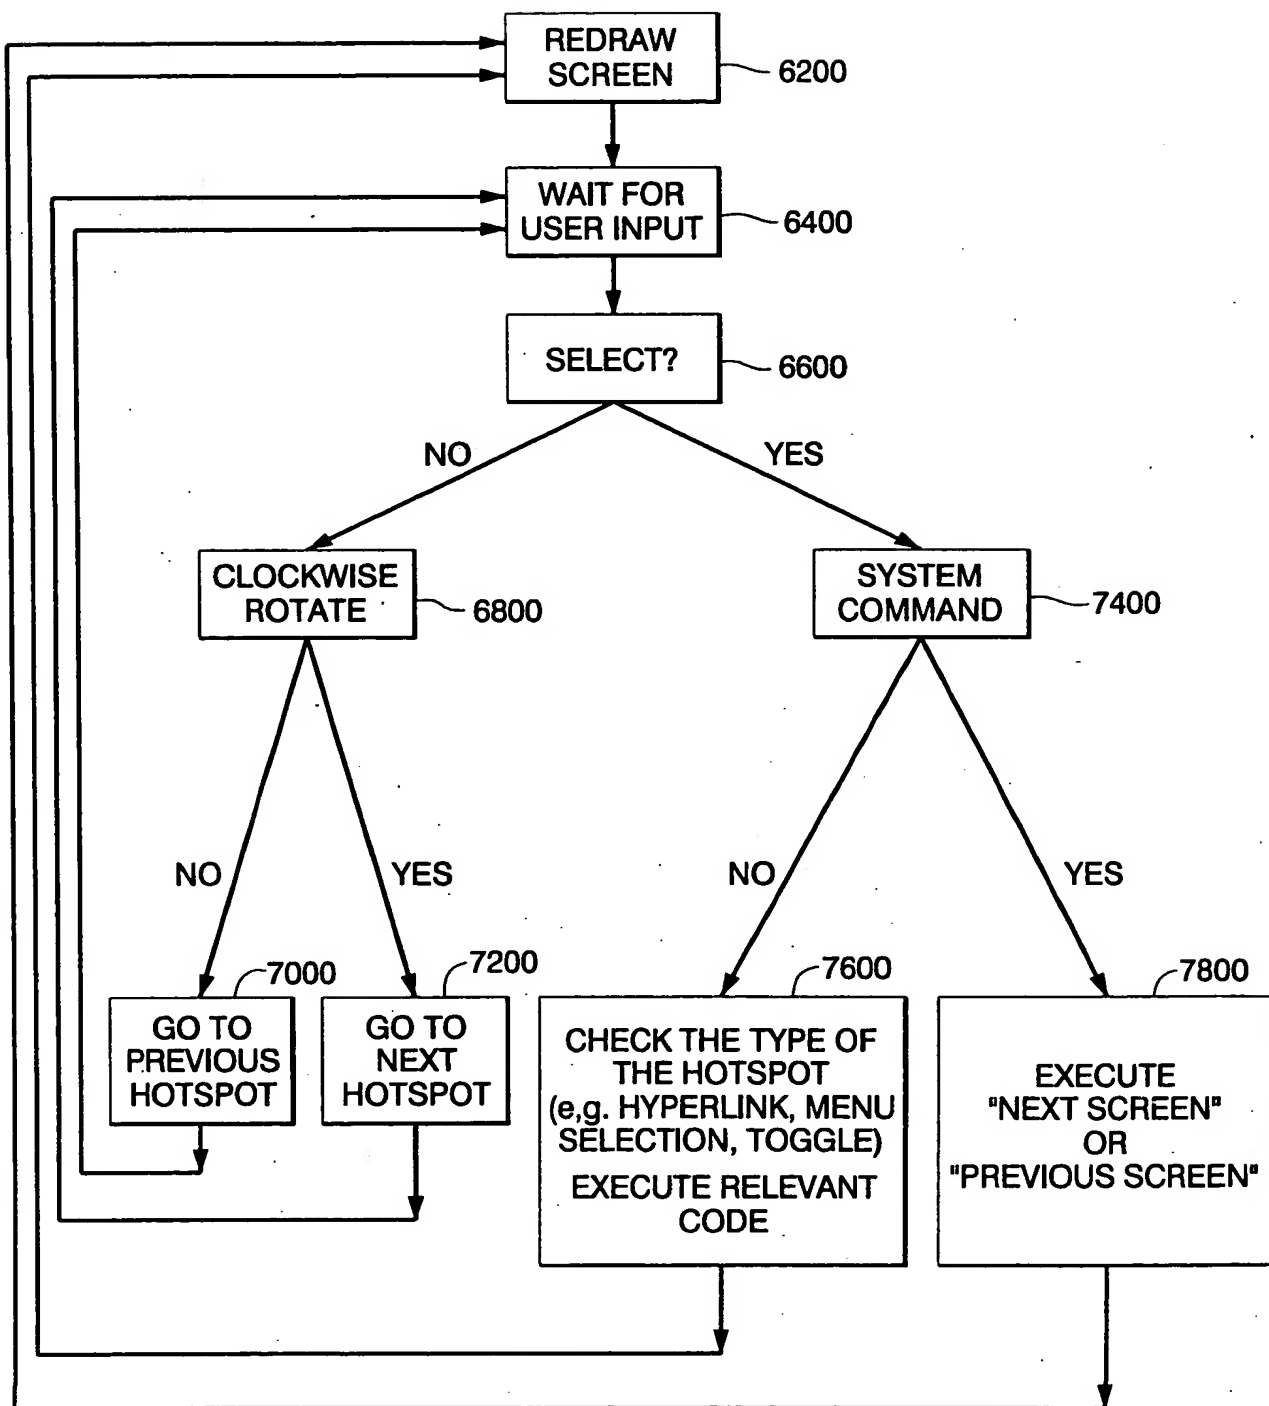 REDRAW
SCREEN
6200
WAIT FOR
USER INPUT
6400
SELECT?
6600
NO
YES
CLOCKWISE
ROTATE
6800
SYSTEM
COMMAND
7400
NO
YES
NO
YES
7000
7200
7600
7800
GO TO
PREVIOUS
HOTSPOT
GO TO
NEXT
HOTSPOT
CHECK THE TYPE OF
THE HOTSPOT
(e,g. HYPERLINK, MENU
SELECTION, TOGGLE)
EXECUTE RELEVANT
CODE
EXECUTE
"NEXT SCREEN"
OR
"PREVIOUS SCREEN"